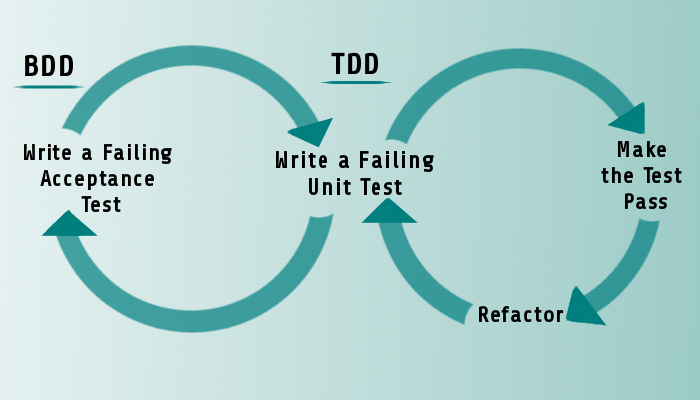 BDD
TDD
Write a Failing
Acceptance
Test
Write a Failing
Unit Test
Make
the Test
Pass
Refactor